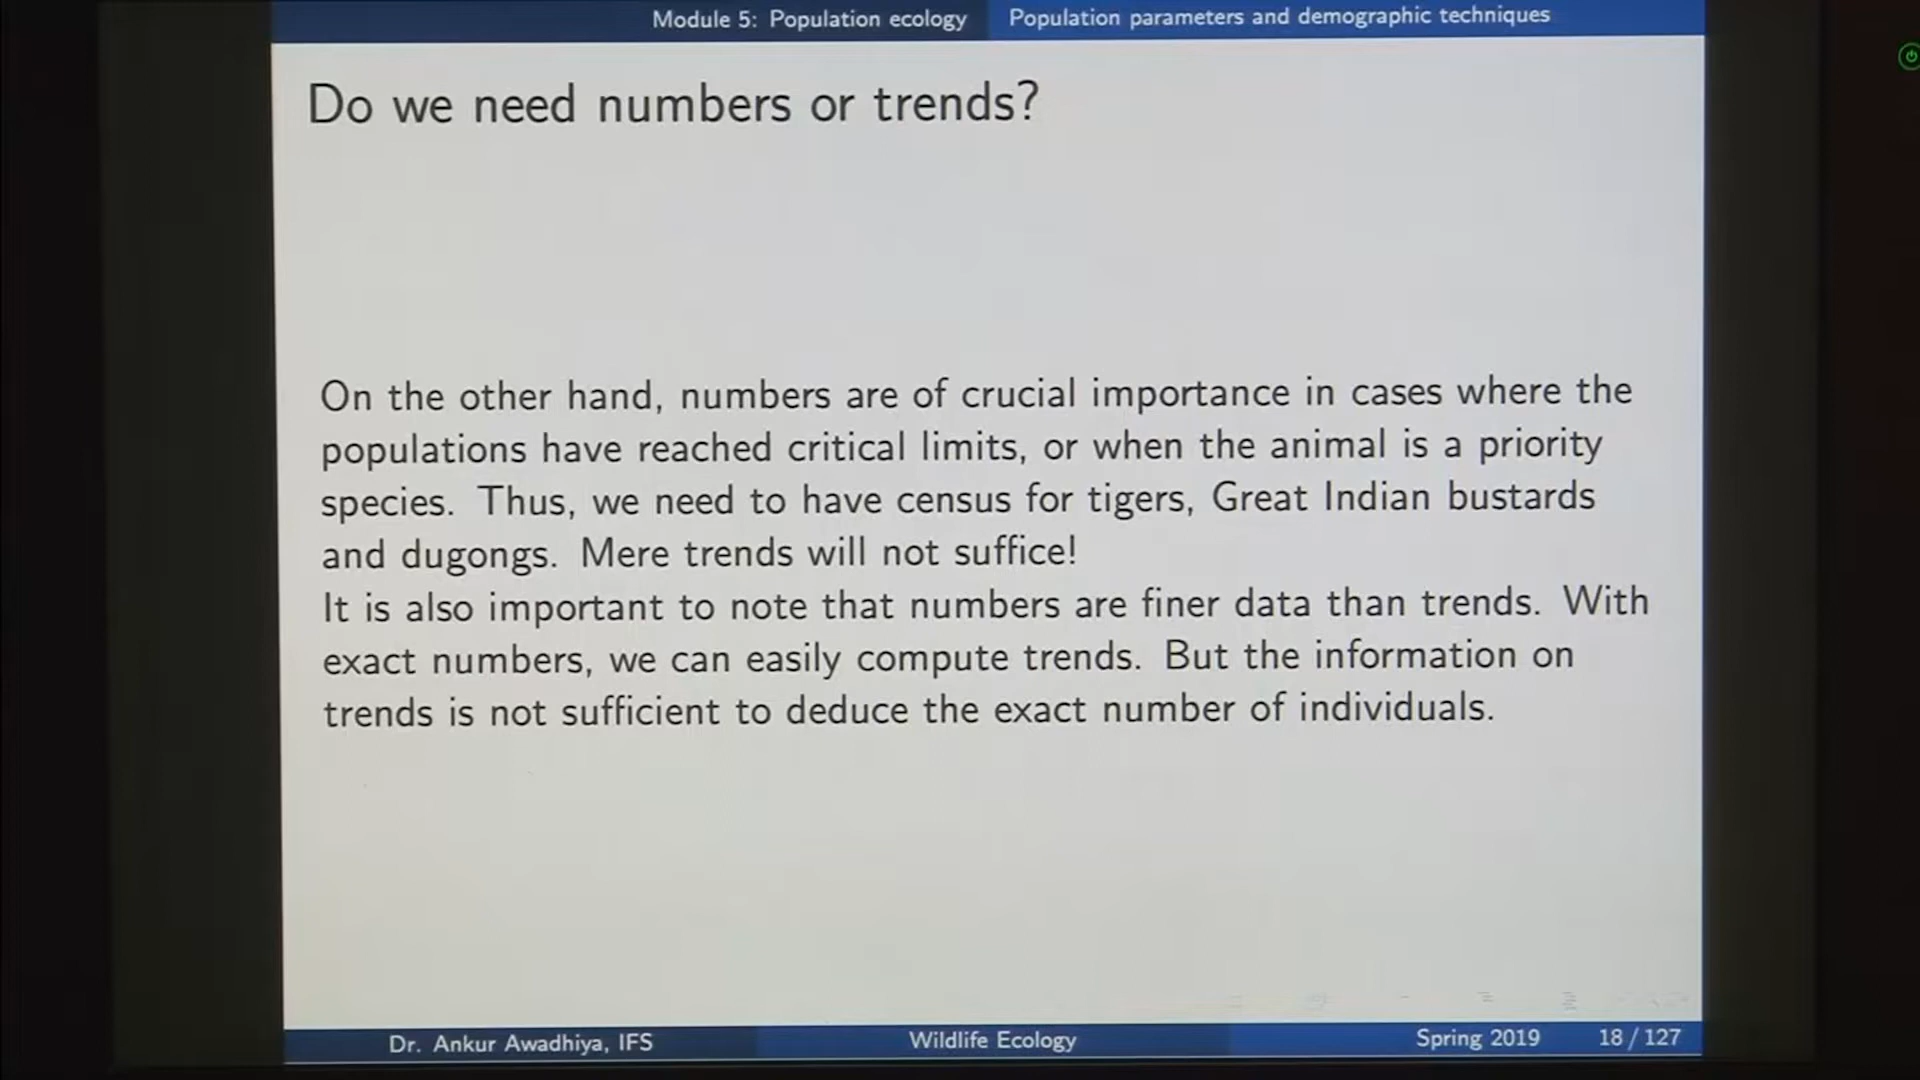 Module 5: Population ecology Population parameters and demographic techniques
Do we need numbers or trends?
On the other hand, numbers are of crucial importance in cases where the
populations have reached critical limits, or when the animal is a priority
species. Thus, we need to have census for tigers, Great Indian bustards
and dugongs. Mere trends will not suffice!
It is also important to note that numbers are finer data than trends. With
exact numbers, we can easily compute trends. But the information on
trends is not sufficient to deduce the exact number of individuals.
Dr. Ankur Awadhiya, IFS Wildlife Ecology Spring 2019 18 / 127